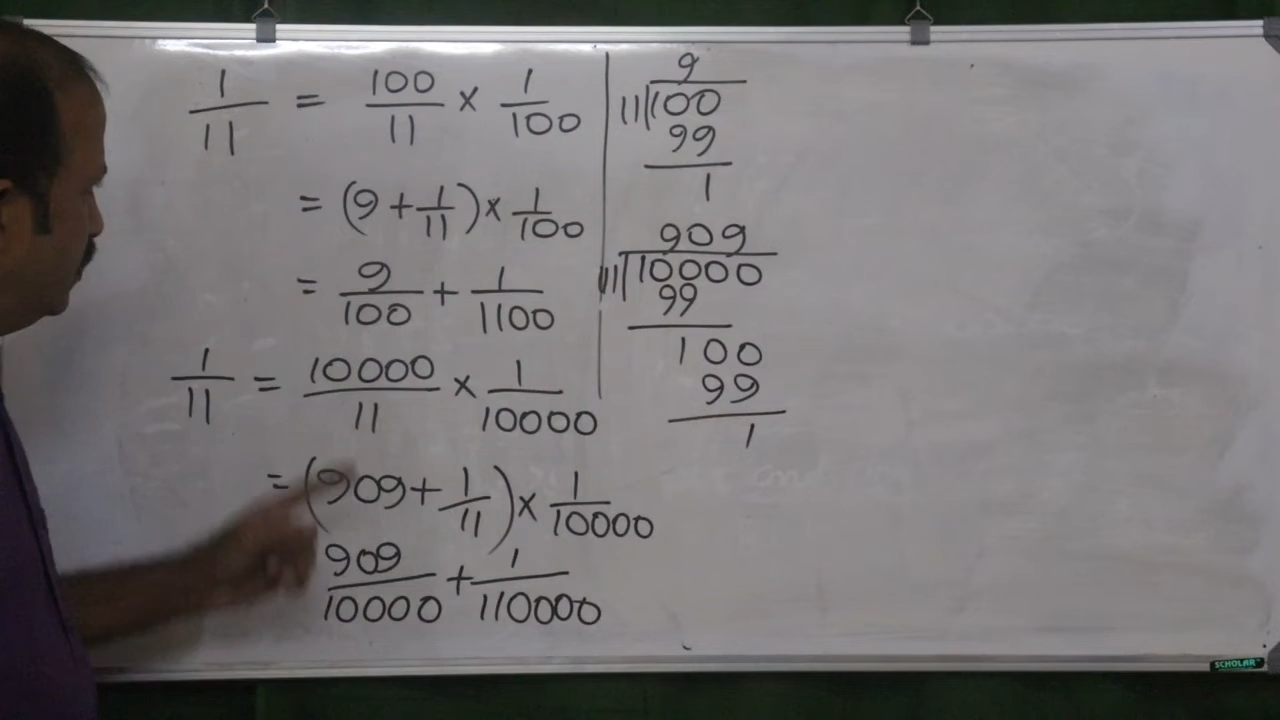 1/11 = 100/11 × 1/100
= (9 + 1/11) × 1/100
= 9/100 + 1/1100
1/11 = 10000/11 × 1/10000
= (909 + 1/11) × 1/10000
909/10000 + 1/110000
9
11 100
99
1
909
11 10000
99
100
99
1
SCHOLAR